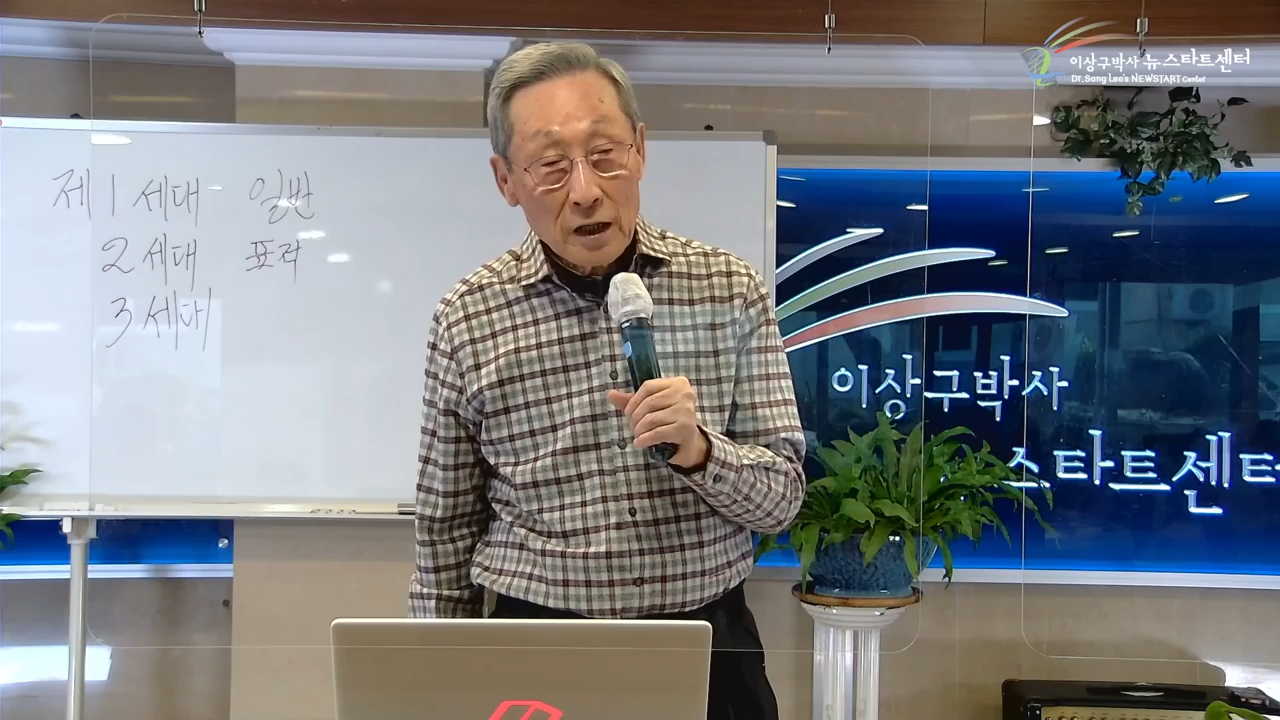 이상구박사 뉴스타트센터
Dr. Sang Lee's NEWSTART Center
제 1 세대 일반
2 세대 표적
3 세대
이상구박사
스타트센터